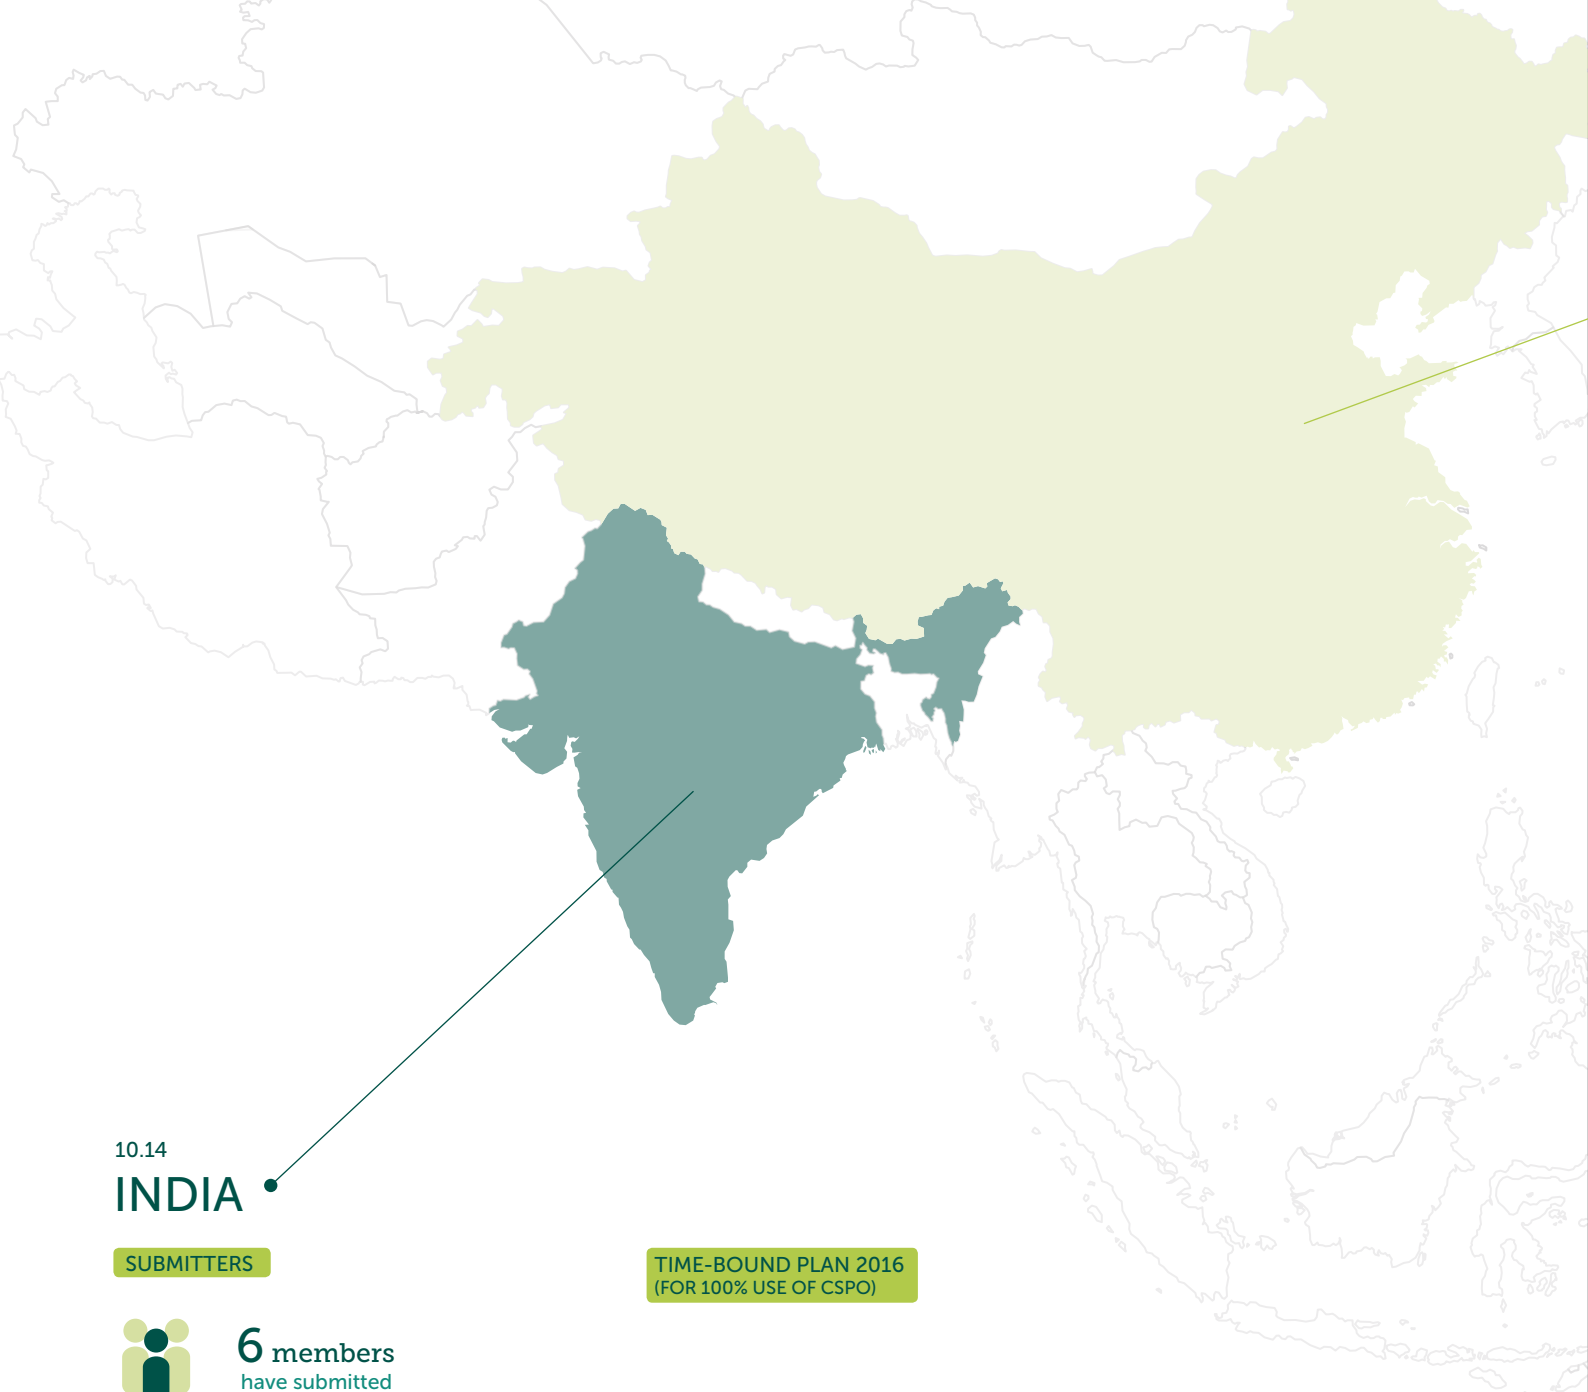 10.14
INDIA
SUBMITTERS
TIME-BOUND PLAN 2016
(FOR 100% USE OF CSPO)
6 members
have submitted